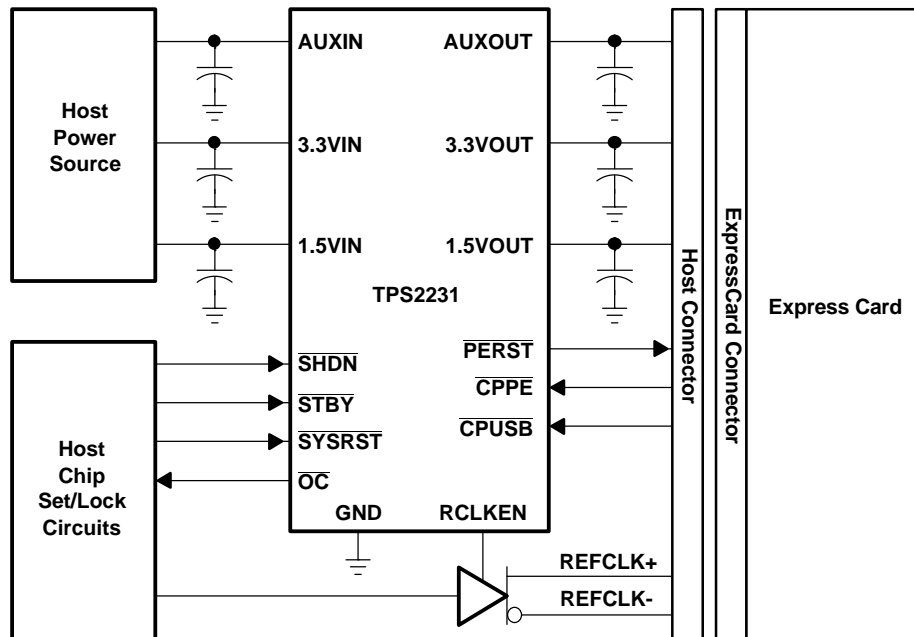 Host
Power
Source
AUXIN
AUXOUT
3.3VIN
3.3VOUT
1.5VIN
1.5VOUT
TPS2231
SHDN
STBY
SYSRST
OC
PERST
CPPE
CPUSB
GND
RCLKEN
Host
Chip
Set/Lock
Circuits
REFCLK+
REFCLK-
Host Connector
ExpressCard Connector
Express Card